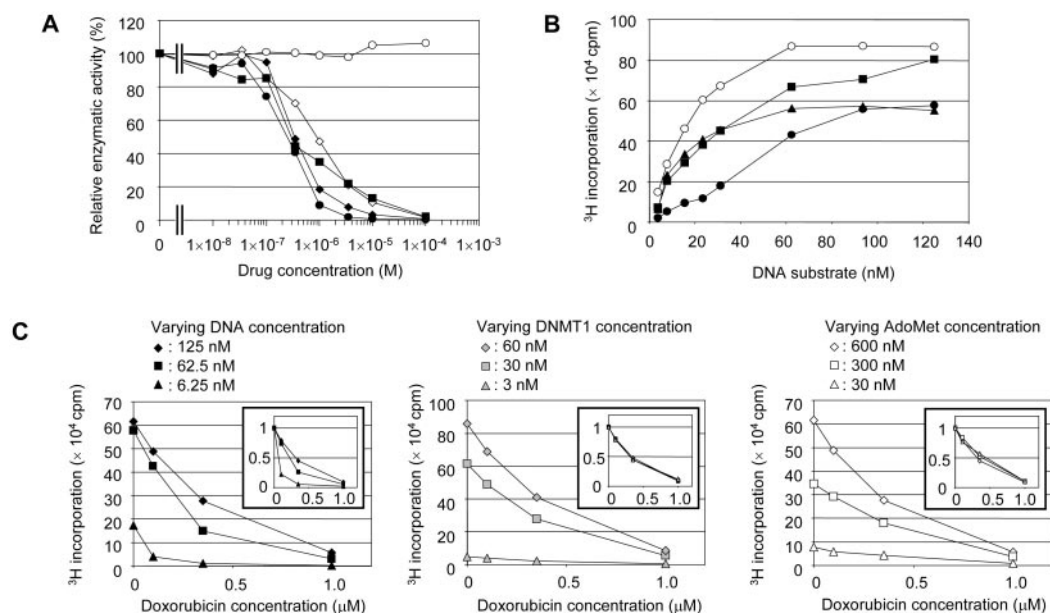 A
Relative enzymatic activity (%)
120
100
80
60
40
20
0
0 1×10⁻⁸ 1×10⁻⁷ 1×10⁻⁶ 1×10⁻⁵ 1×10⁻⁴ 1×10⁻³
Drug concentration (M)
B
³H incorporation (× 10⁴ cpm)
100
80
60
40
20
0
0 20 40 60 80 100 120 140
DNA substrate (nM)
C
Varying DNA concentration
: 125 nM
: 62.5 nM
: 6.25 nM
³H incorporation (× 10⁴ cpm)
70
60
50
40
30
20
10
0
0 0.5 1.0
1
0.5
0
0 0.5 1.0
Doxorubicin concentration (μM)
Varying DNMT1 concentration
: 60 nM
: 30 nM
: 3 nM
³H incorporation (× 10⁴ cpm)
100
80
60
40
20
0
0 0.5 1.0
1
0.5
0
0 0.5 1.0
Doxorubicin concentration (μM)
Varying AdoMet concentration
: 600 nM
: 300 nM
: 30 nM
³H incorporation (× 10⁴ cpm)
70
60
50
40
30
20
10
0
0 0.5 1.0
1
0.5
0
0 0.5 1.0
Doxorubicin concentration (μM)